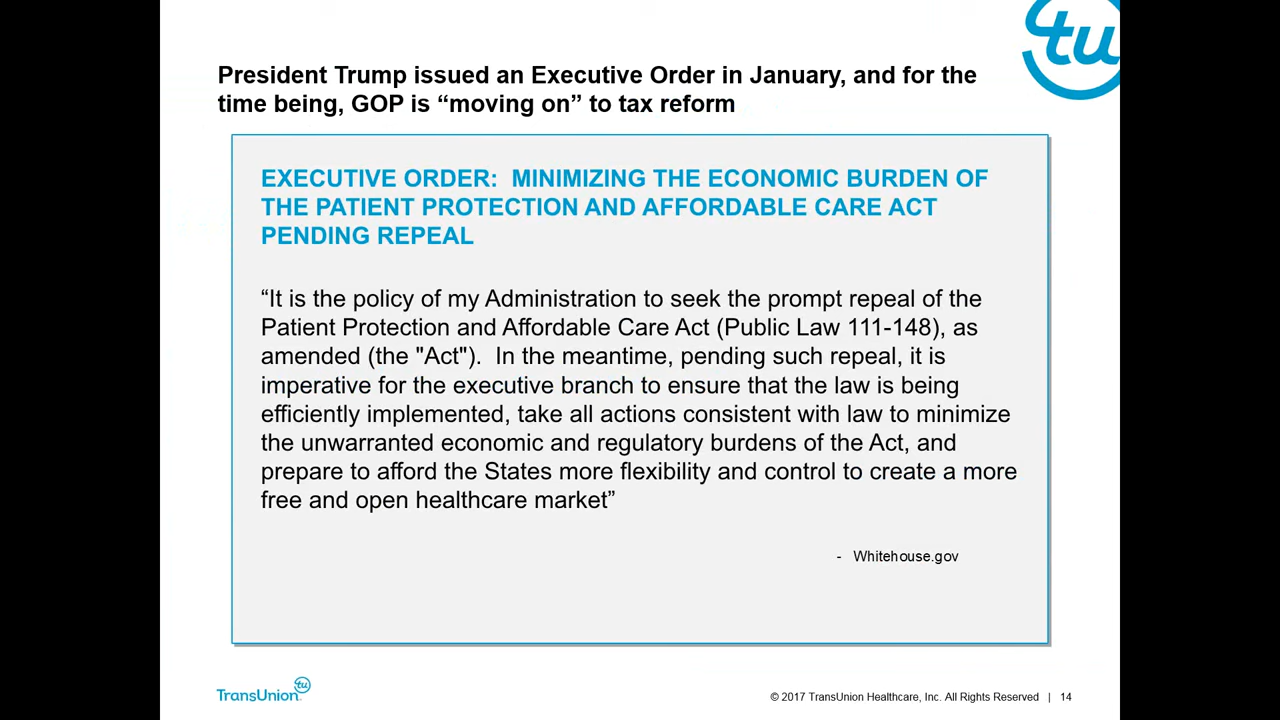 tu
President Trump issued an Executive Order in January, and for the
time being, GOP is “moving on” to tax reform
EXECUTIVE ORDER:  MINIMIZING THE ECONOMIC BURDEN OF
THE PATIENT PROTECTION AND AFFORDABLE CARE ACT
PENDING REPEAL
“It is the policy of my Administration to seek the prompt repeal of the
Patient Protection and Affordable Care Act (Public Law 111-148), as
amended (the "Act").  In the meantime, pending such repeal, it is
imperative for the executive branch to ensure that the law is being
efficiently implemented, take all actions consistent with law to minimize
the unwarranted economic and regulatory burdens of the Act, and
prepare to afford the States more flexibility and control to create a more
free and open healthcare market”
- Whitehouse.gov
TransUnion tu
© 2017 TransUnion Healthcare, Inc. All Rights Reserved | 14